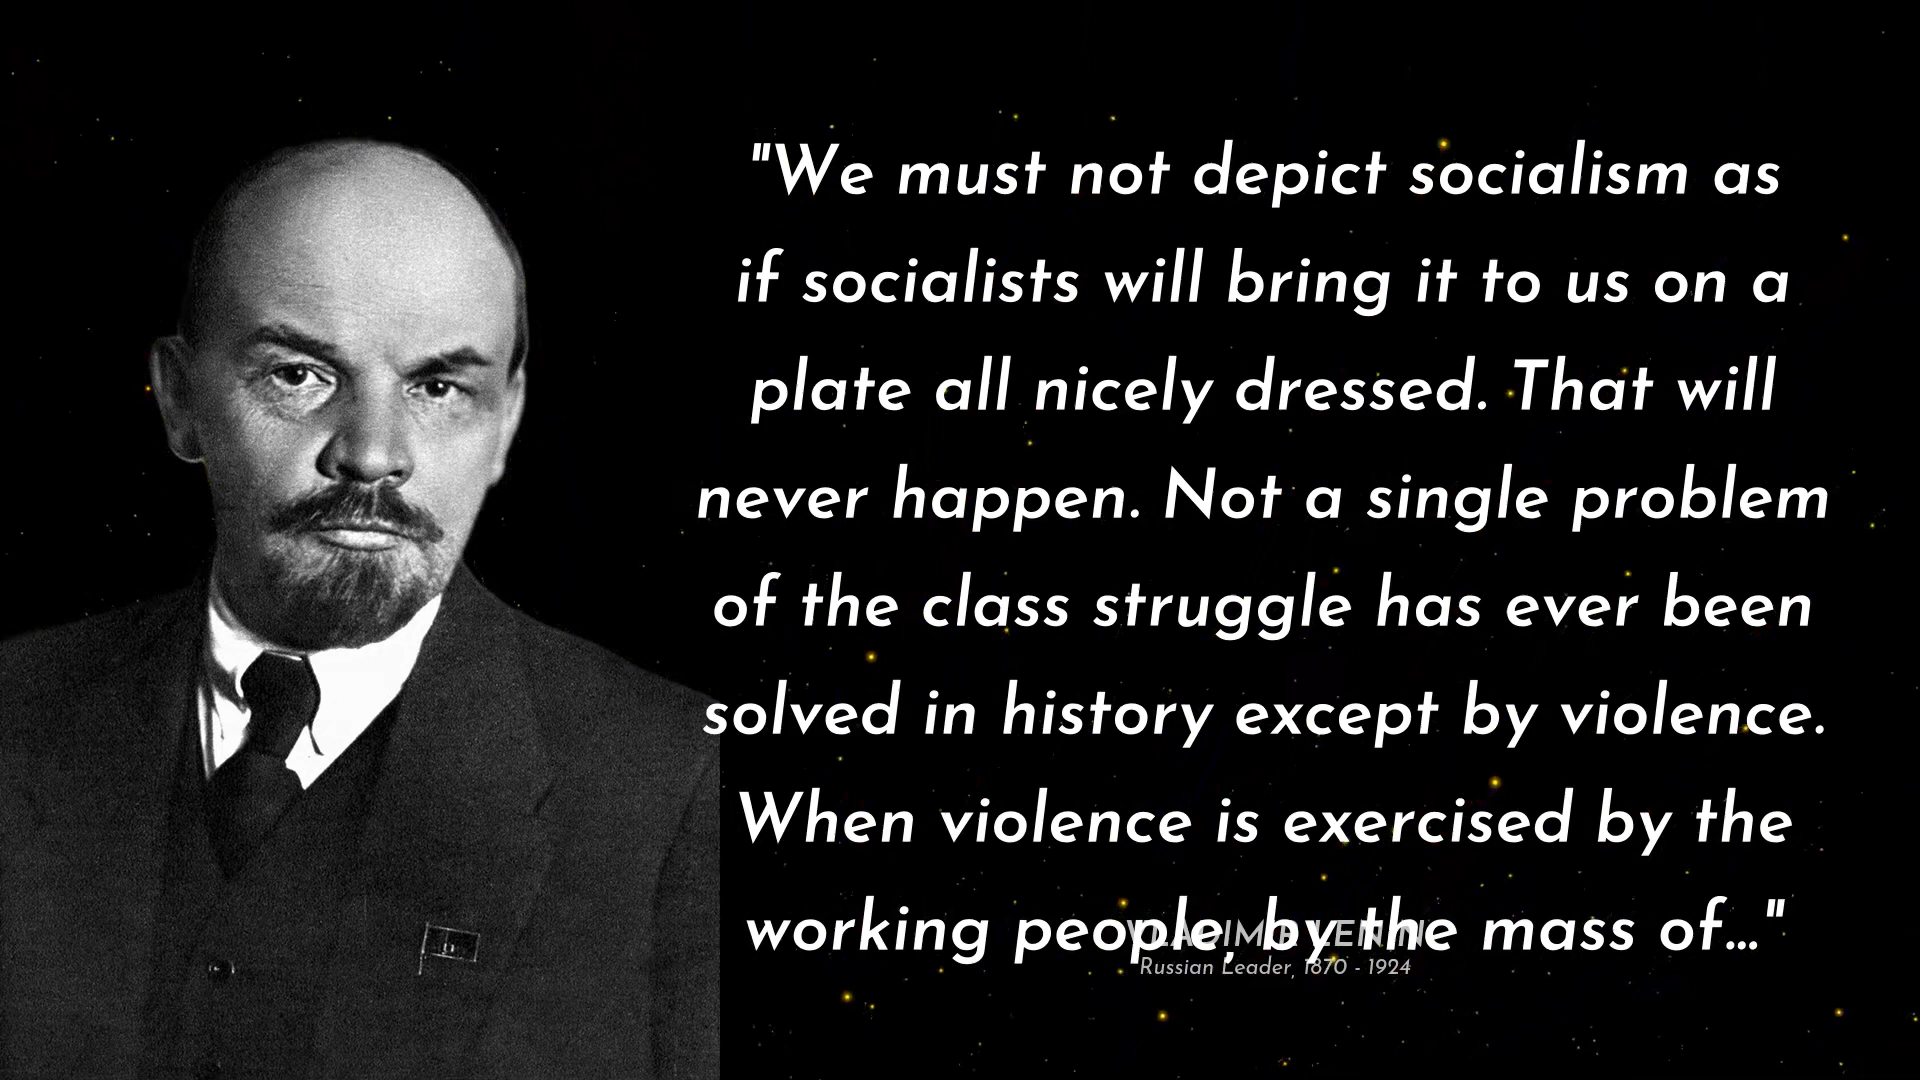 "We must not depict socialism as
if socialists will bring it to us on a
plate all nicely dressed. That will
never happen. Not a single problem
of the class struggle has ever been
solved in history except by violence.
When violence is exercised by the
working people, by the mass of..."
VLADIMIR LENIN
Russian Leader, 1870 - 1924